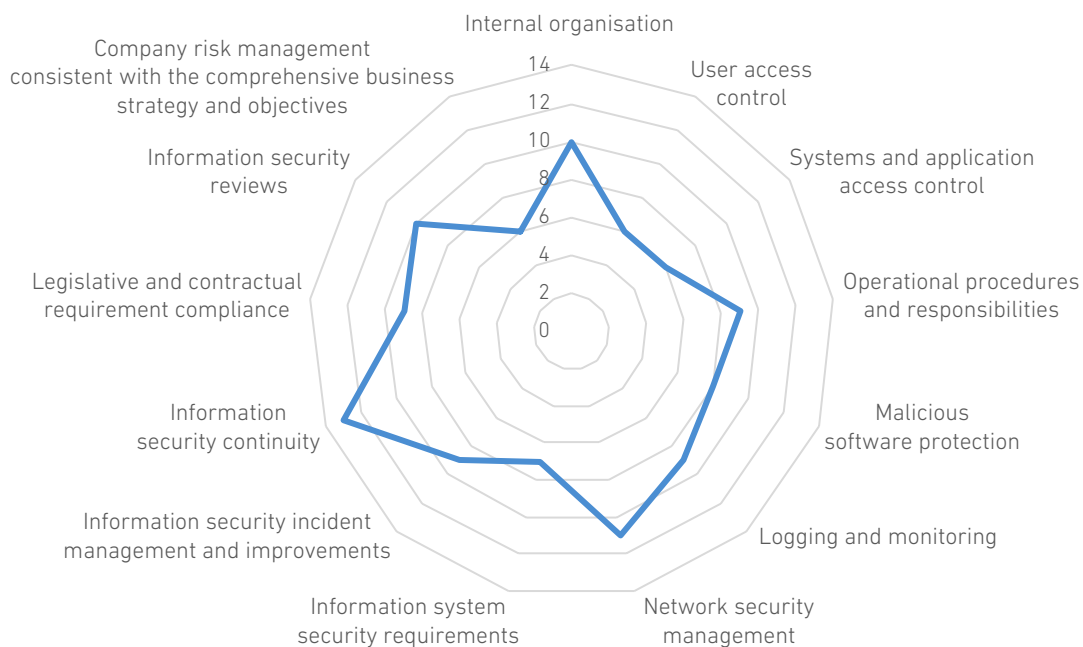 Internal organisation
User access
control
Systems and application
access control
Operational procedures
and responsibilities
Malicious
software protection
Logging and monitoring
Network security
management
Information system
security requirements
Information security incident
management and improvements
Information
security continuity
Legislative and contractual
requirement compliance
Information security
reviews
Company risk management
consistent with the comprehensive business
strategy and objectives
14
12
10
8
6
4
2
0